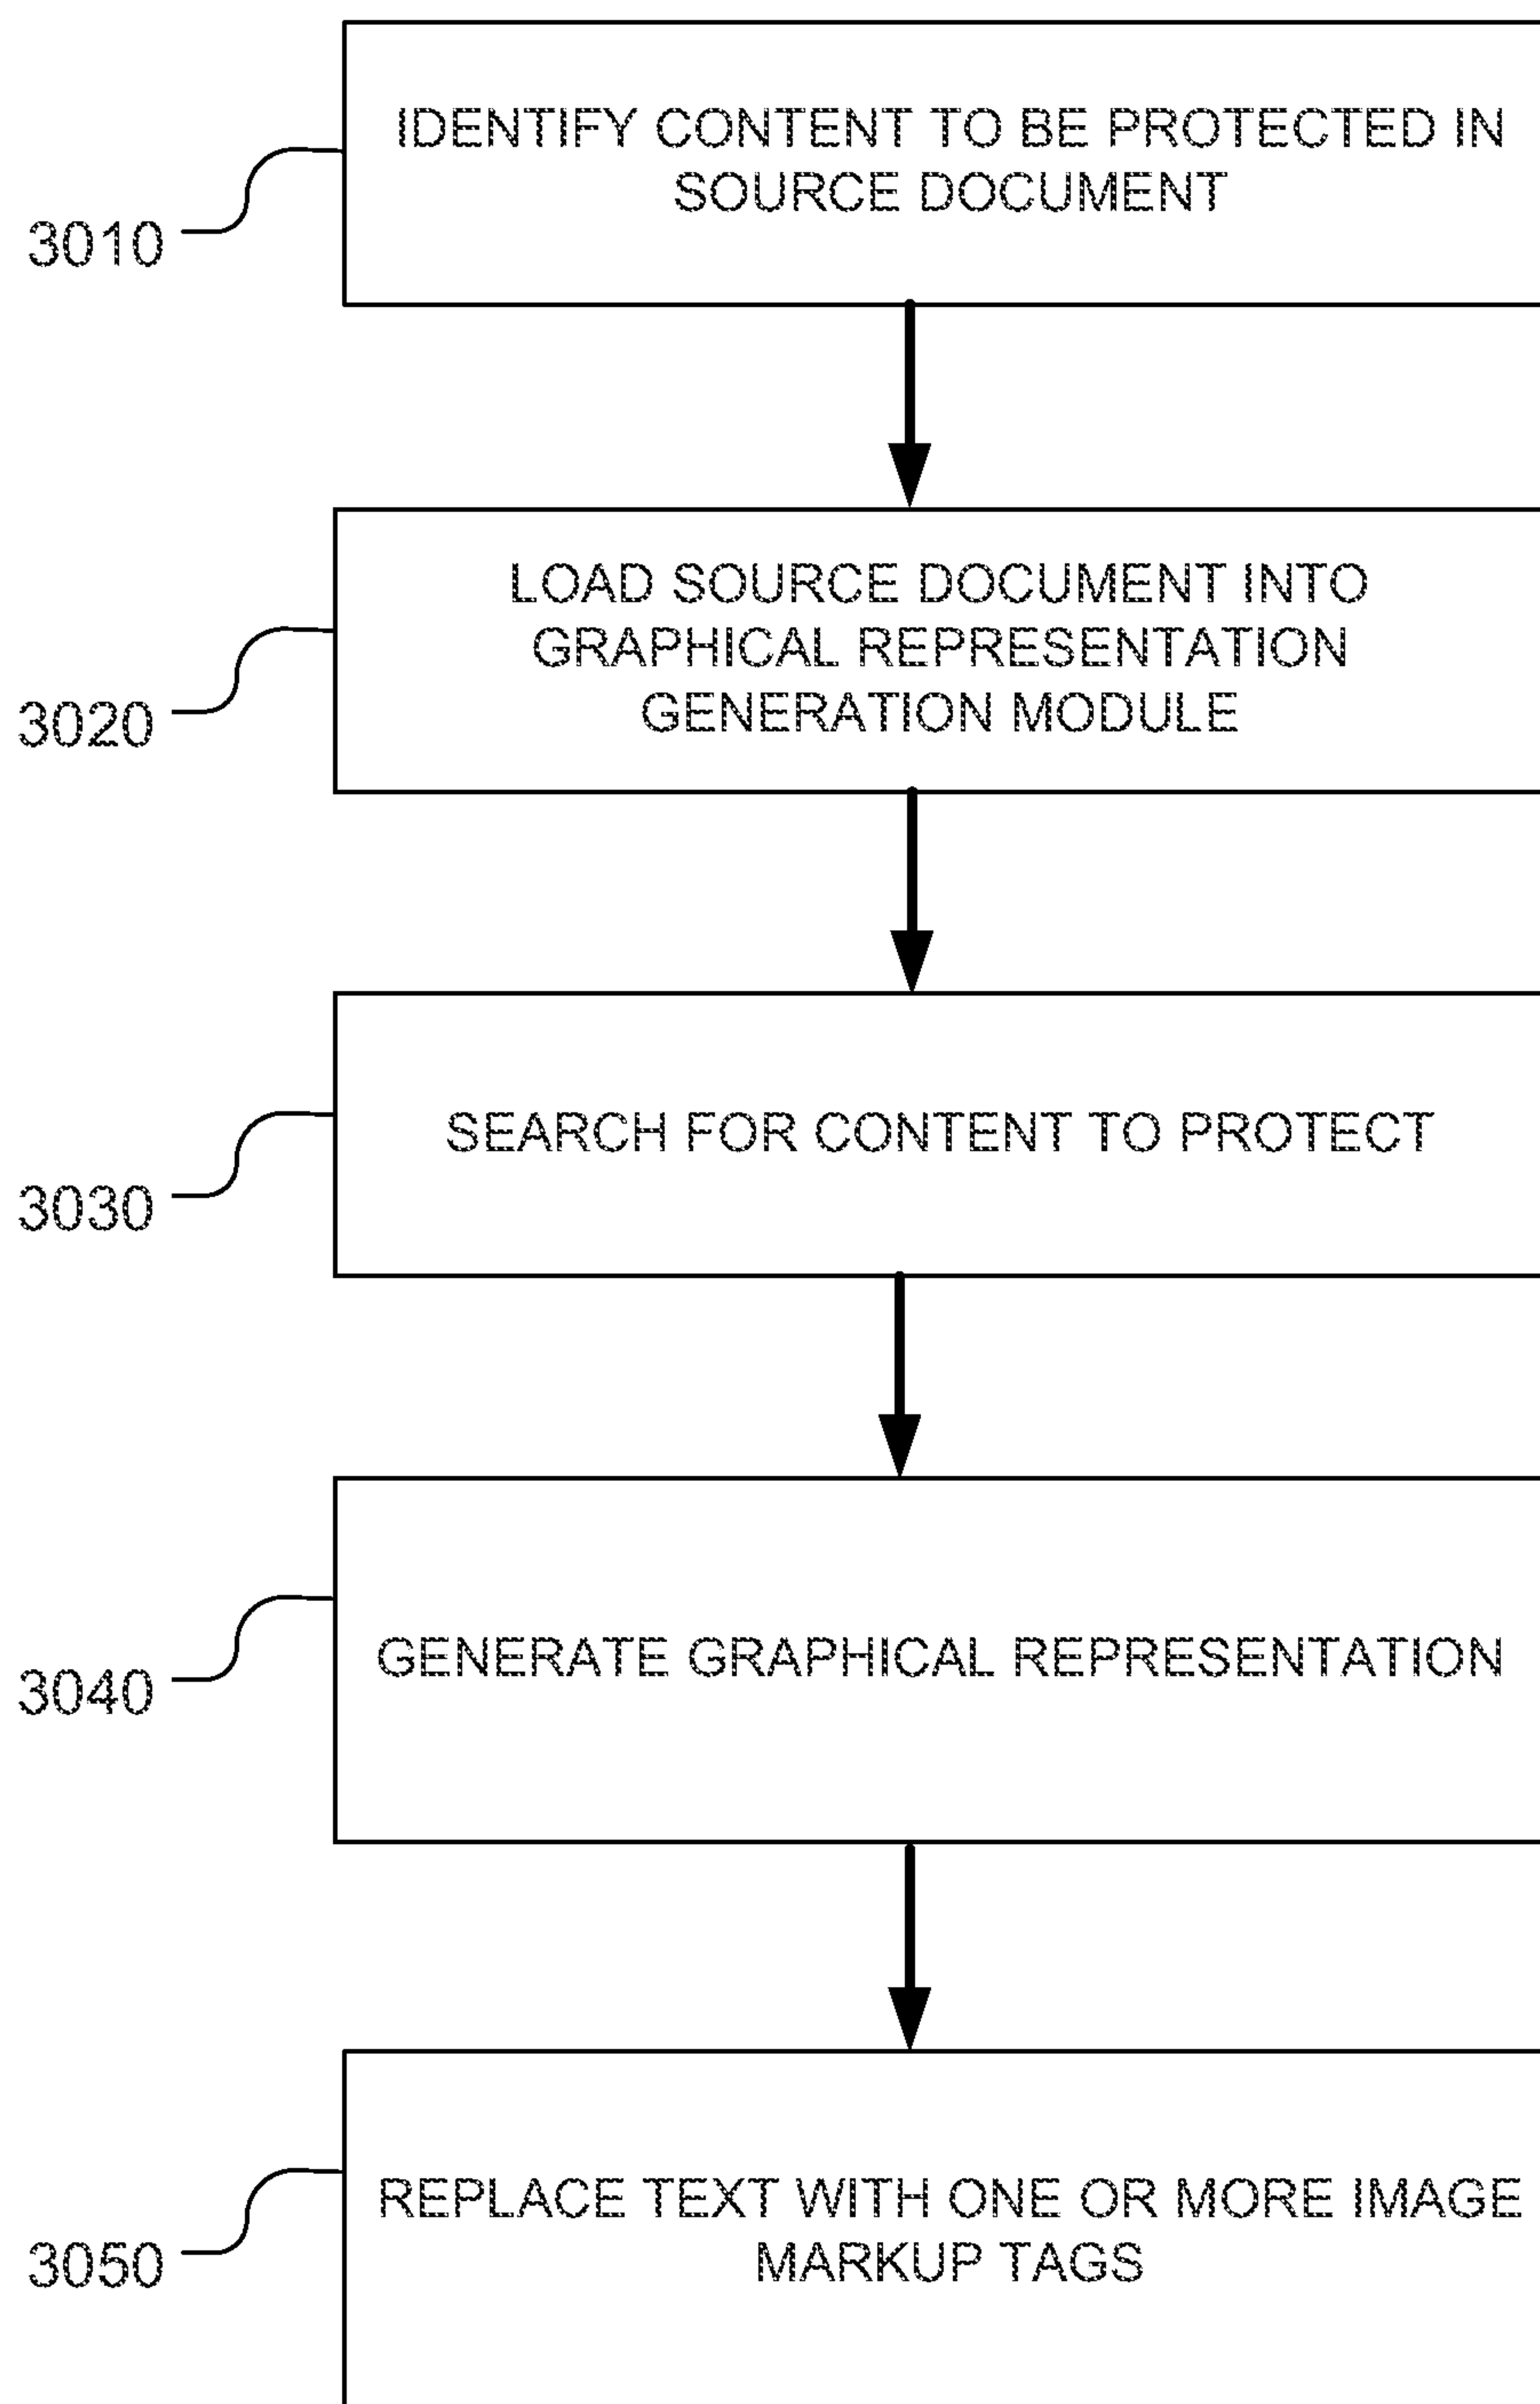 IDENTIFY CONTENT TO BE PROTECTED IN
SOURCE DOCUMENT
3010
LOAD SOURCE DOCUMENT INTO
GRAPHICAL REPRESENTATION
GENERATION MODULE
3020
SEARCH FOR CONTENT TO PROTECT
3030
GENERATE GRAPHICAL REPRESENTATION
3040
REPLACE TEXT WITH ONE OR MORE IMAGE
MARKUP TAGS
3050